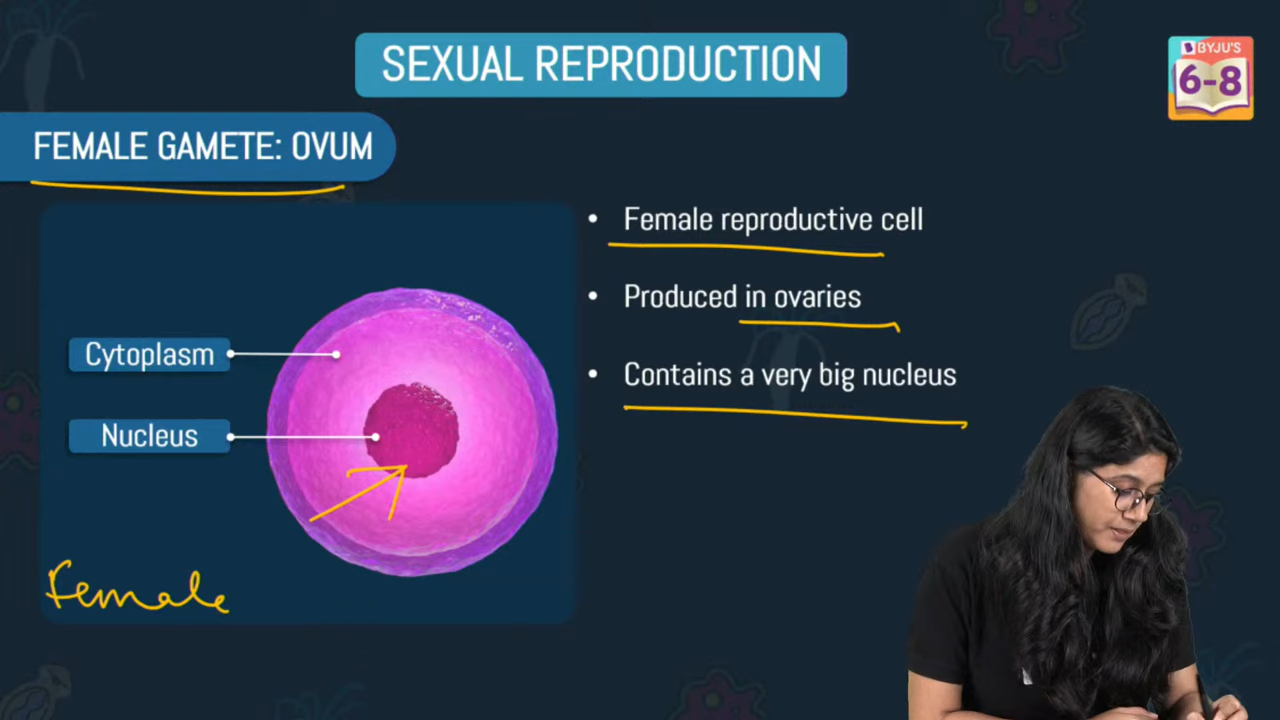 SEXUAL REPRODUCTION
BYJU'S
6-8
FEMALE GAMETE: OVUM
• Female reproductive cell
• Produced in ovaries
• Contains a very big nucleus
Cytoplasm
Nucleus
Female